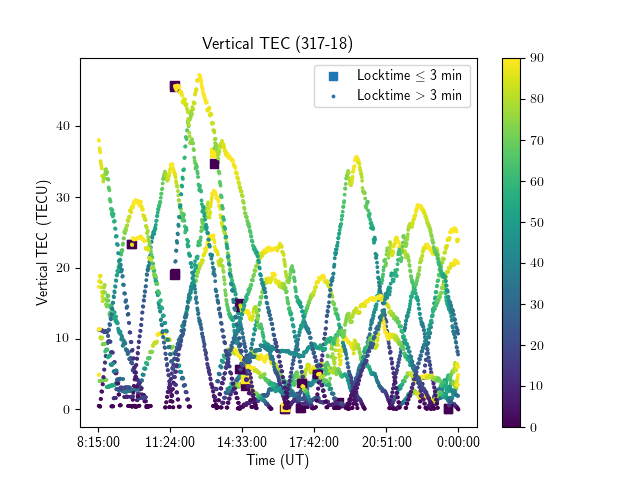 Vertical TEC (317-18)
Locktime ≤ 3 min
Locktime > 3 min
Vertical TEC (TECU)
40
30
20
10
0
8:15:00 11:24:00 14:33:00 17:42:00 20:51:00 0:00:00
Time (UT)
90
80
70
60
50
40
30
20
10
0